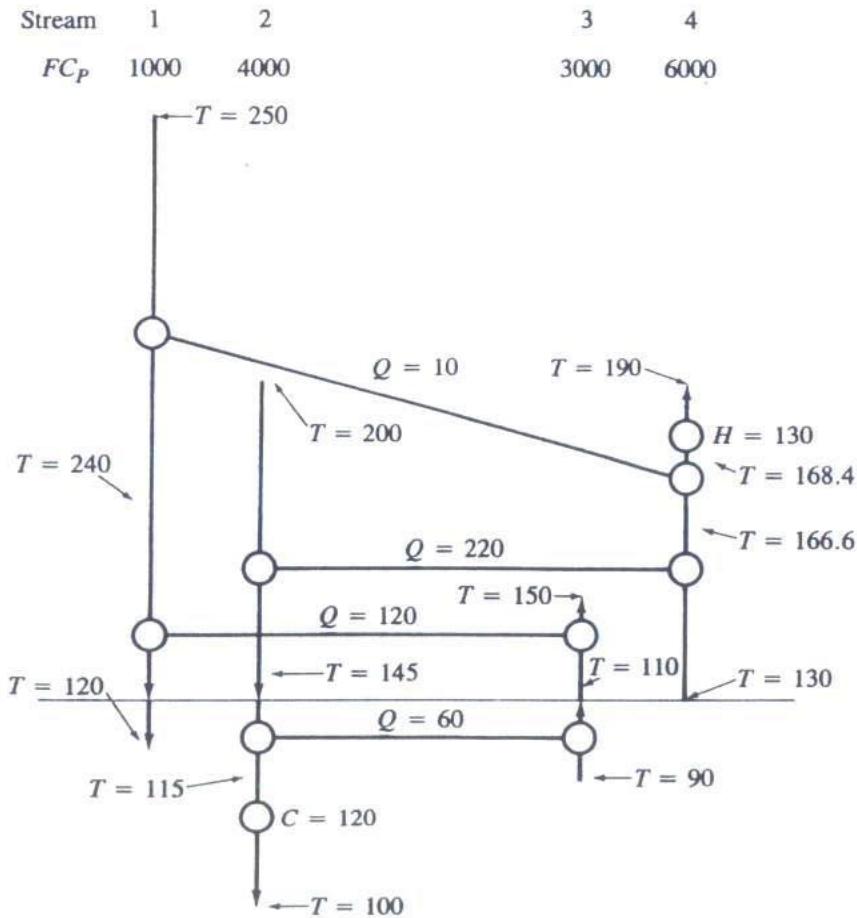 Stream 1 2 3 4
FC_P 1000 4000 3000 6000
T = 250
Q = 10
T = 190
T = 200
H = 130
T = 240
T = 168.4
T = 166.6
Q = 220
T = 150
Q = 120
T = 145
T = 110
T = 120
T = 130
Q = 60
T = 115
T = 90
C = 120
T = 100